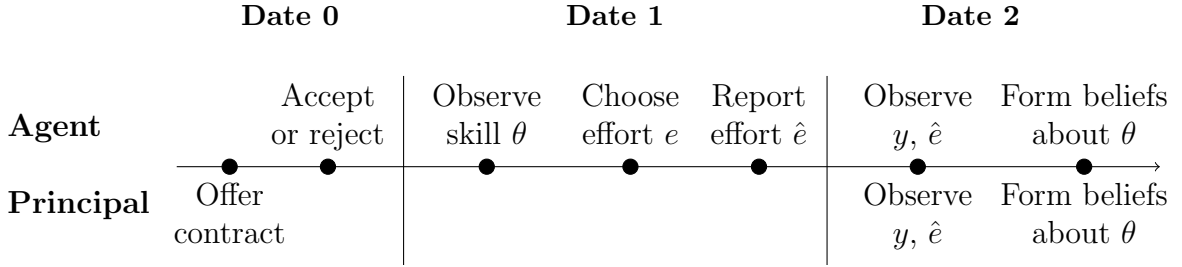 Date 0 Date 1 Date 2
Accept Observe Choose Report Observe Form beliefs
Agent or reject skill θ effort e effort ê y, ê about θ
Principal Offer Observe Form beliefs
contract y, ê about θ